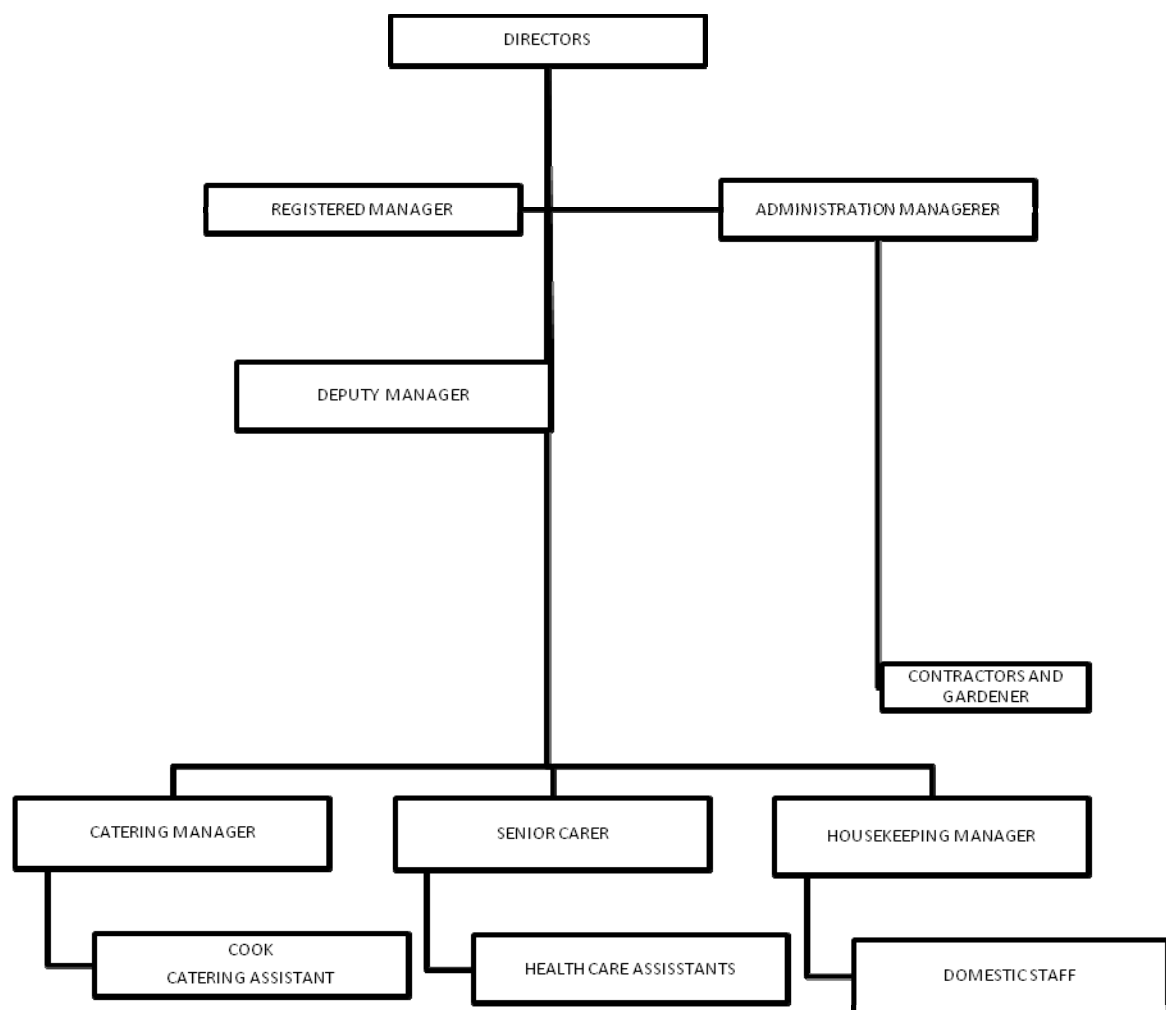 DIRECTORS
REGISTERED MANAGER
ADMINISTRATION MANAGERER
DEPUTY MANAGER
CONTRACTORS AND
GARDENER
CATERING MANAGER
SENIOR CARER
HOUSEKEEPING MANAGER
COOK
CATERING ASSISTANT
HEALTH CARE ASSISSTANTS
DOMESTIC STAFF